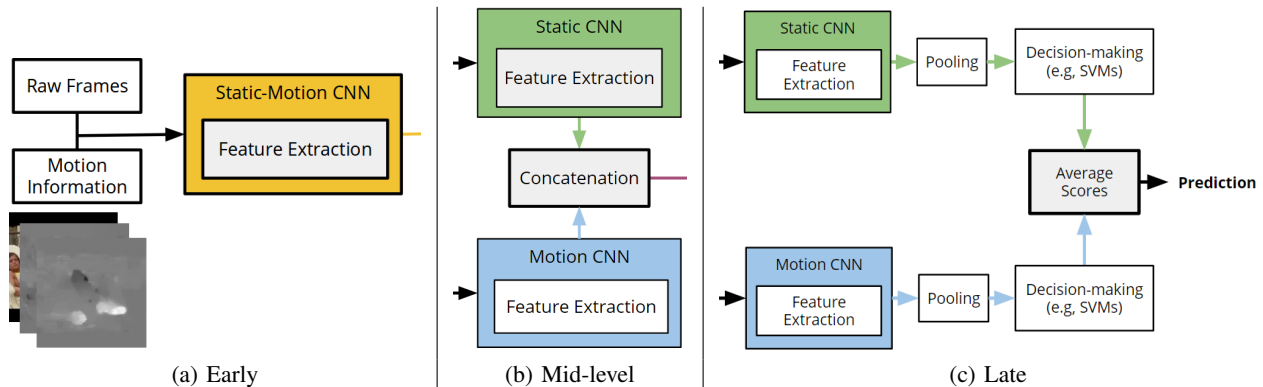 Raw Frames
Motion
Information
Static-Motion CNN
Feature Extraction
(a) Early
Static CNN
Feature Extraction
Concatenation
Motion CNN
Feature Extraction
(b) Mid-level
Static CNN
Feature
Extraction
Pooling
Decision-making
(e.g, SVMs)
Average
Scores
Prediction
Motion CNN
Feature
Extraction
Pooling
Decision-making
(e.g, SVMs)
(c) Late